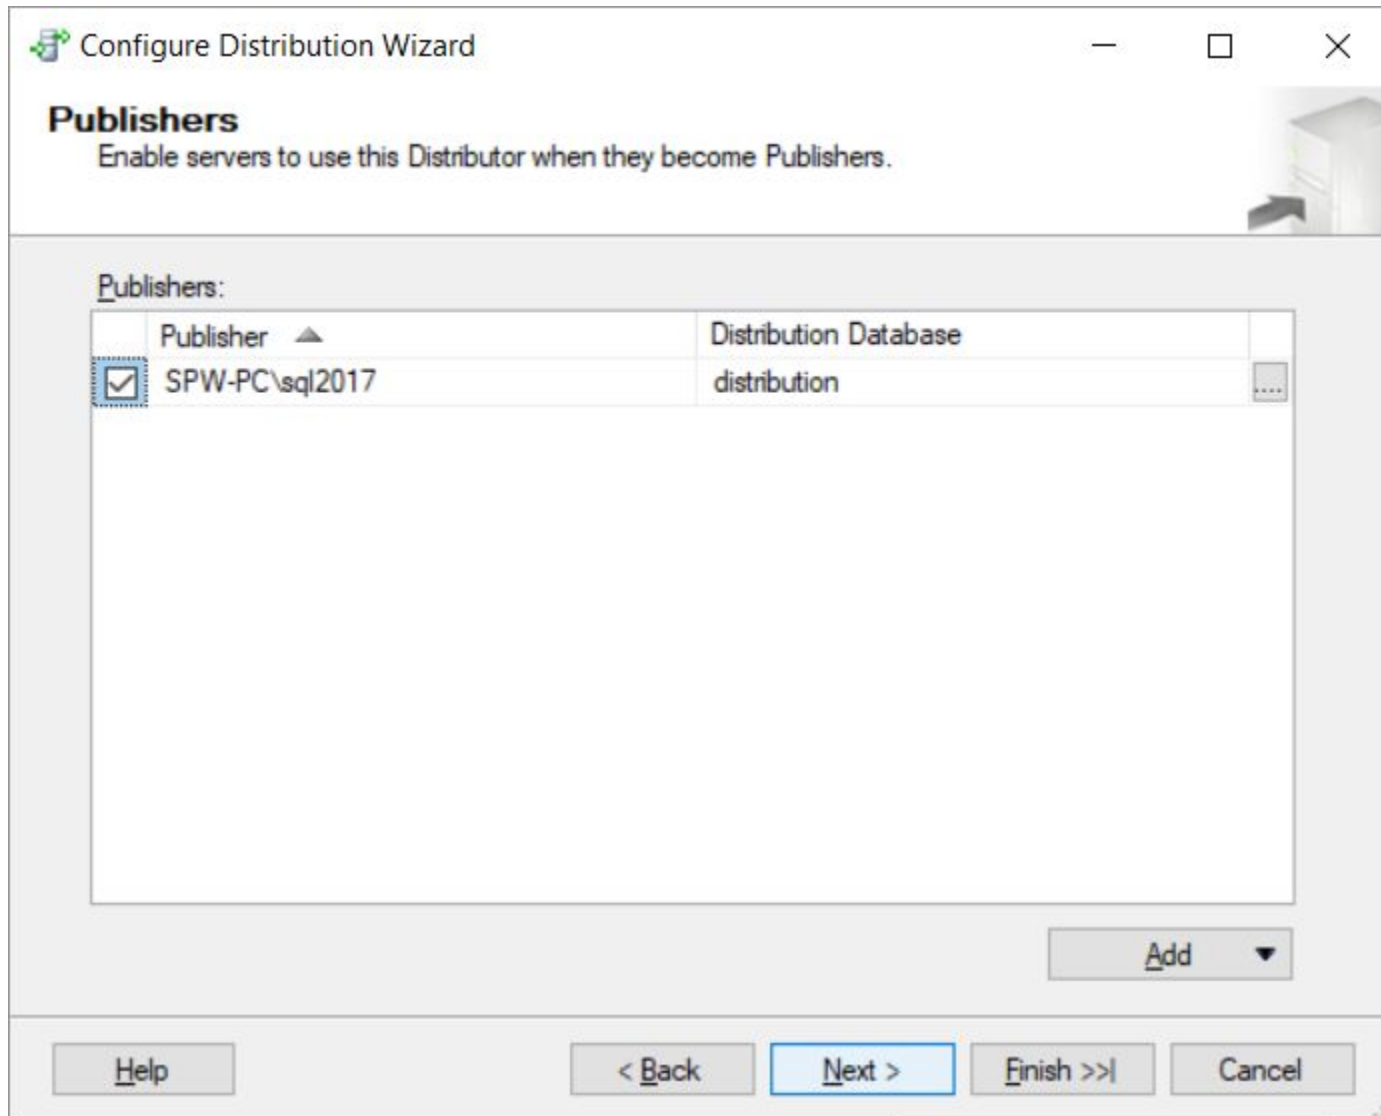 Configure Distribution Wizard
Publishers
Enable servers to use this Distributor when they become Publishers.
Publishers:
Publisher Distribution Database
SPW-PC\sql2017 distribution ....
Add
Help < Back Next > Finish >>| Cancel